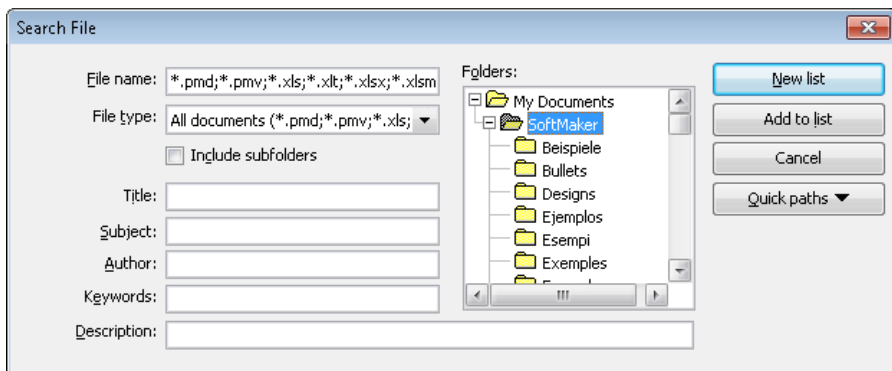 Search File
File name:
*.pmd;*.pmv;*.xls;*.xlt;*.xlsx;*.xlsm
File type:
All documents (*.pmd;*.pmv;*.xls;
Include subfolders
Title:
Subject:
Author:
Keywords:
Description:
Folders:
My Documents
SoftMaker
Beispiele
Bullets
Designs
Ejemplos
Esempi
Exemples
New list
Add to list
Cancel
Quick paths